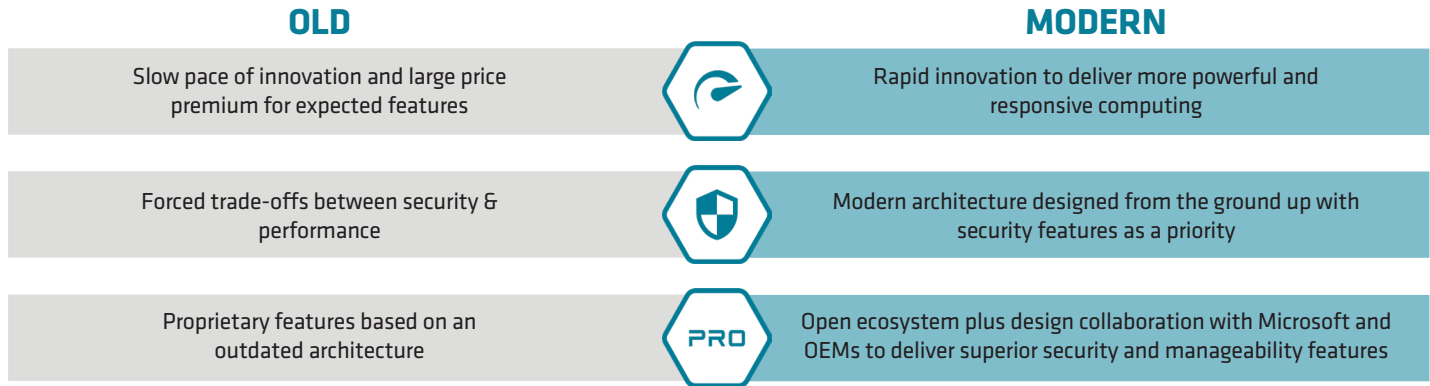 OLD
MODERN
Slow pace of innovation and large price
premium for expected features
Rapid innovation to deliver more powerful and
responsive computing
Forced trade-offs between security &
performance
Modern architecture designed from the ground up with
security features as a priority
Proprietary features based on an
outdated architecture
PRO
Open ecosystem plus design collaboration with Microsoft and
OEMs to deliver superior security and manageability features